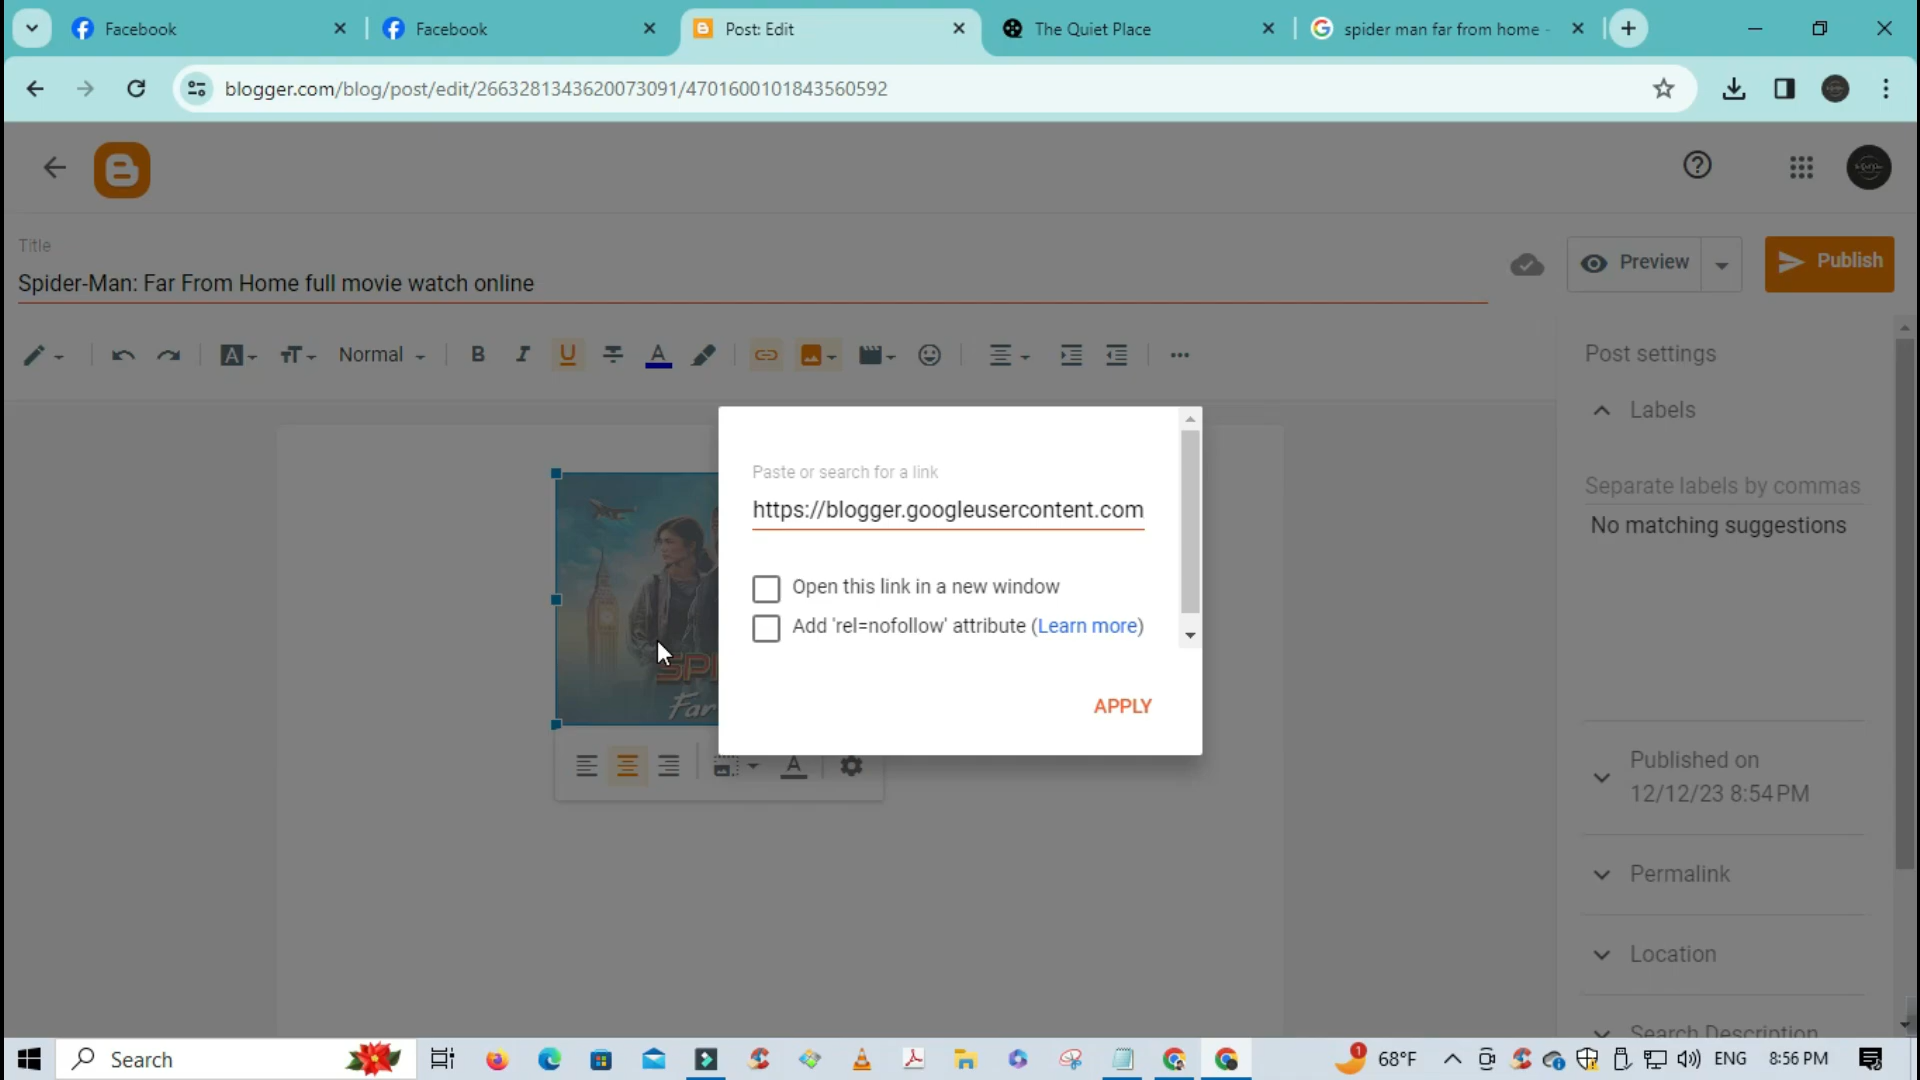 Facebook
Facebook
Post: Edit
The Quiet Place
spider man far from home -
blogger.com/blog/post/edit/2663281343620073091/4701600101843560592
Title
Spider-Man: Far From Home full movie watch online
Preview
Publish
Normal
Post settings
Labels
Separate labels by commas
No matching suggestions
Paste or search for a link
https://blogger.googleusercontent.com
Open this link in a new window
Add 'rel=nofollow' attribute (Learn more)
APPLY
SPI
Far
Published on
12/12/23 8:54 PM
Permalink
Location
Search Description
Search
1
68°F
ENG
8:56 PM